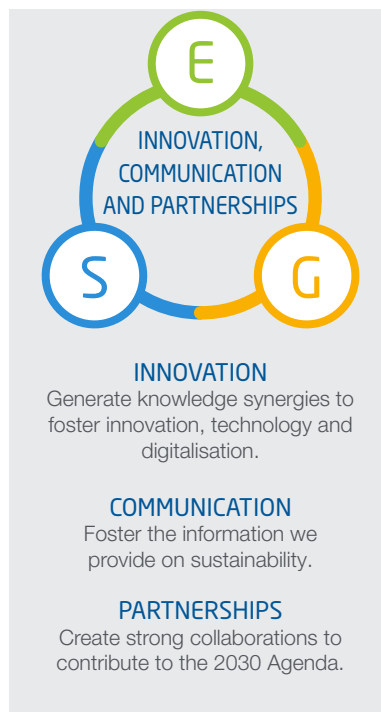 E
INNOVATION,
COMMUNICATION
AND PARTNERSHIPS
S
G
INNOVATION
Generate knowledge synergies to
foster innovation, technology and
digitalisation.
COMMUNICATION
Foster the information we
provide on sustainability.
PARTNERSHIPS
Create strong collaborations to
contribute to the 2030 Agenda.